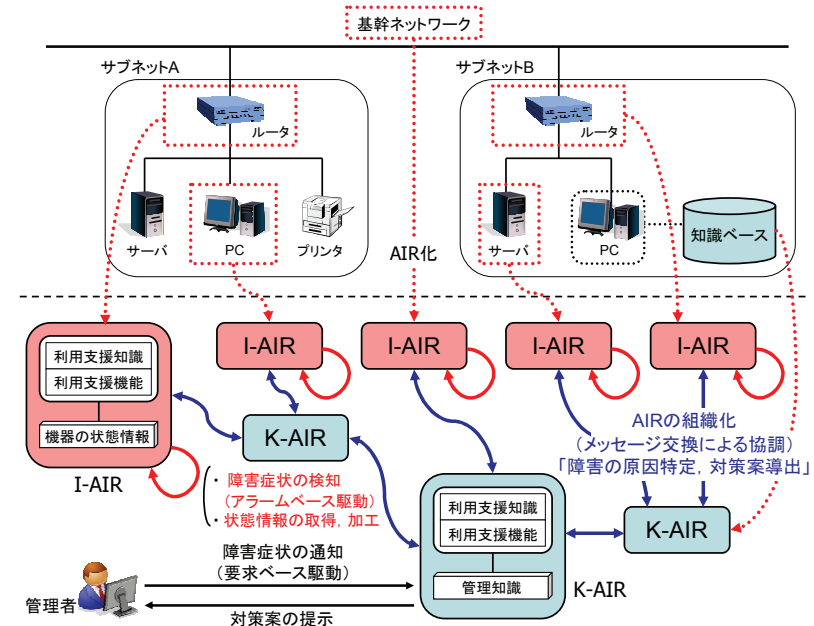 基幹ネットワーク
サブネットA
サブネットB
ルータ
ルータ
サーバ
PC
プリンタ
AIR化
サーバ
PC
知識ベース
I-AIR
I-AIR
I-AIR
I-AIR
利用支援知識
利用支援機能
機器の状態情報
I-AIR
K-AIR
AIRの組織化
(メッセージ交換による協調)
「障害の原因特定, 対策案導出」
・ 障害症状の検知
(アラームベース駆動)
・ 状態情報の取得, 加工
利用支援知識
利用支援機能
管理知識
K-AIR
K-AIR
障害症状の通知
(要求ベース駆動)
管理者
対策案の提示